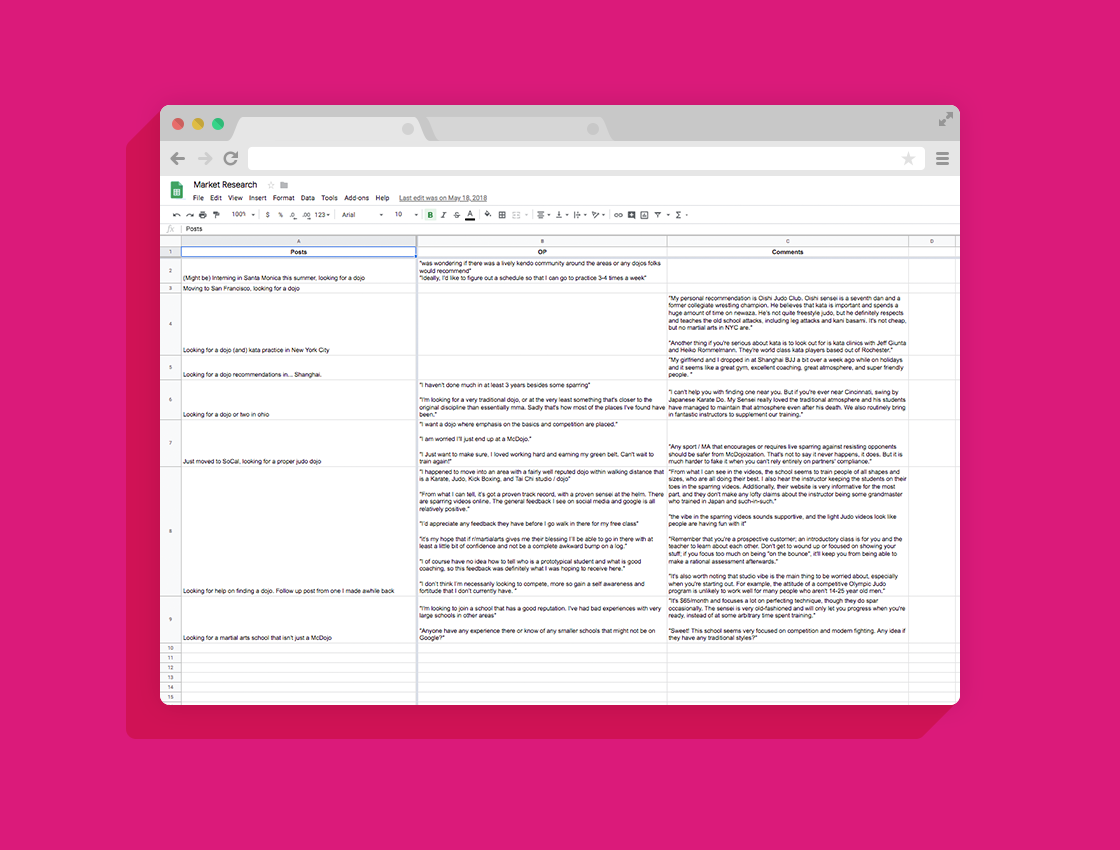 Market Research
File Edit View Insert Format Data Tools Add-ons Help Last edit was on May 18, 2018
100% $ % .0 .00 123 Arial 10 B I S A Σ
fx Posts
A B C D
1 Posts OP Comments
2
(Might be) Interning in Santa Monica this summer, looking for a dojo
"was wondering if there was a lively kendo community around the areas or any dojos folks
would recommend"
"Ideally, I'd like to figure out a schedule so that I can go to practice 3-4 times a week"
3
Moving to San Francisco, looking for a dojo
4
Looking for a dojo (and) kata practice in New York City
"My personal recommendation is Oishi Judo Club. Oishi sensei is a seventh dan and a
former collegiate wrestling champion. He believes that kata is important and spends a
huge amount of time on newaza. He's not quite freestyle judo, but he definitely respects
and teaches the old school attacks, including leg attacks and kani basami. It's not cheap,
but no martial arts in NYC are."
"Another thing if you're serious about kata is to look out for is kata clinics with Jeff Giunta
and Heiko Rommelmann. They're world class kata players based out of Rochester."
5
Looking for a dojo recommendations in... Shanghai.
"My girlfriend and I dropped in at Shanghai BJJ a bit over a week ago while on holidays
and it seems like a great gym, excellent coaching, great atmosphere, and super friendly
people. "
6
Looking for a dojo or two in ohio
"I haven't done much in at least 3 years besides some sparring"
"I'm looking for a very traditional dojo, or at the very least something that's closer to the
original discipline than essentially mma. Sadly that's how most of the places I've found have
been."
"I can't help you with finding one near you. But if you're ever near Cincinnati, swing by
Japanese Karate Do. My Sensei really loved the traditional atmosphere and his students
have managed to maintain that atmosphere even after his death. We also routinely bring
in fantastic instructors to supplement our training."
7
Just moved to SoCal, looking for a proper judo dojo
"I want a dojo where emphasis on the basics and competition are placed."
"I am worried I'll just end up at a McDojo."
"I Just want to make sure, I loved working hard and earning my green belt. Can't wait to
train again!"
"Any sport / MA that encourages or requires live sparring against resisting opponents
should be safer from McDojoization. That's not to say it never happens, it does. But it is
much harder to fake it when you can't rely entirely on partners' compliance."
8
Looking for help on finding a dojo. Follow up post from one I made awhile back
"I happened to move into an area with a fairly well reputed dojo within walking distance that
is a Karate, Judo, Kick Boxing, and Tai Chi studio / dojo"
"From what I can tell, it's got a proven track record, with a proven sensei at the helm. There
are sparring videos online. The general feedback I see on social media and google is all
relatively positive."
"I'd appreciate any feedback they have before I go walk in there for my free class"
"it's my hope that if r/martialarts gives me their blessing I'll be able to go in there with at
least a little bit of confidence and not be a complete awkward bump on a log."
"I of course have no idea how to tell who is a prototypical student and what is good
coaching, so this feedback was definitely what I was hoping to receive here."
"I don't think I'm necessarily looking to compete, more so gain a self awareness and
fortitude that I don't currently have. "
"From what I can see in the videos, the school seems to train people of all shapes and
sizes, who are all doing their best. I also hear the instructor keeping the students on their
toes in the sparring videos. Additionally, their website is very informative for the most
part, and they don't make any lofty claims about the instructor being some grandmaster
who trained in Japan and such-in-such."
"the vibe in the sparring videos sounds supportive, and the light Judo videos look like
people are having fun with it"
"Remember that you're a prospective customer; an introductory class is for you and the
teacher to learn about each other. Don't get to wound up or focused on showing your
stuff; if you focus too much on being "on the bounce", it'll keep you from being able to
make a rational assessment afterwards."
"It's also worth noting that studio vibe is the main thing to be worried about, especially
when you're starting out. For example, the attitude of a competitive Olympic Judo
program is unlikely to work well for many people who aren't 14-25 year old men."
9
Looking for a martial arts school that isn't just a McDojo
"I'm looking to join a school that has a good reputation. I've had bad experiences with very
large schools in other areas"
"Anyone have any experience there or know of any smaller schools that might not be on
Google?"
"It's $65/month and focuses a lot on perfecting technique, though they do spar
occasionally. The sensei is very old-fashioned and will only let you progress when you're
ready, instead of at some arbitrary time spent training."
"Sweet! This school seems very focused on competition and modern fighting. Any idea if
they have any traditional styles?"
10
11
12
13
14
15